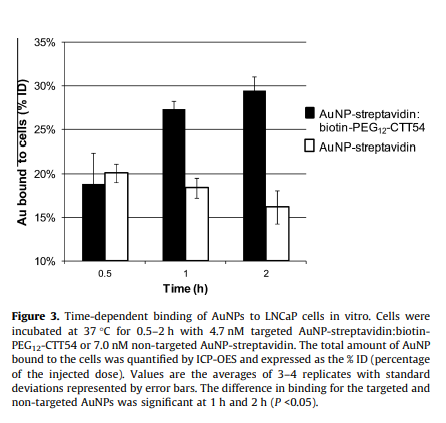 35%
30%
25%
20%
15%
10%
Au bound to cells (% ID)
0.5
1
2
Time (h)
AuNP-streptavidin:
biotin-PEG12-CTT54
AuNP-streptavidin
Figure 3. Time-dependent binding of AuNPs to LNCaP cells in vitro. Cells were
incubated at 37 °C for 0.5–2 h with 4.7 nM targeted AuNP-streptavidin:biotin-
PEG12-CTT54 or 7.0 nM non-targeted AuNP-streptavidin. The total amount of AuNP
bound to the cells was quantified by ICP-OES and expressed as the % ID (percentage
of the injected dose). Values are the averages of 3–4 replicates with standard
deviations represented by error bars. The difference in binding for the targeted and
non-targeted AuNPs was significant at 1 h and 2 h (P <0.05).